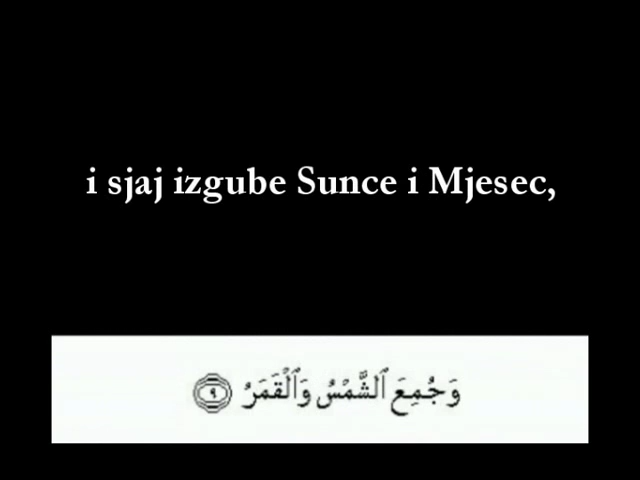 i sjaj izgube Sunce i Mjesec,
وَجُمِعَ ٱلشَّمْسُ وَٱلْقَمَرُ ٩